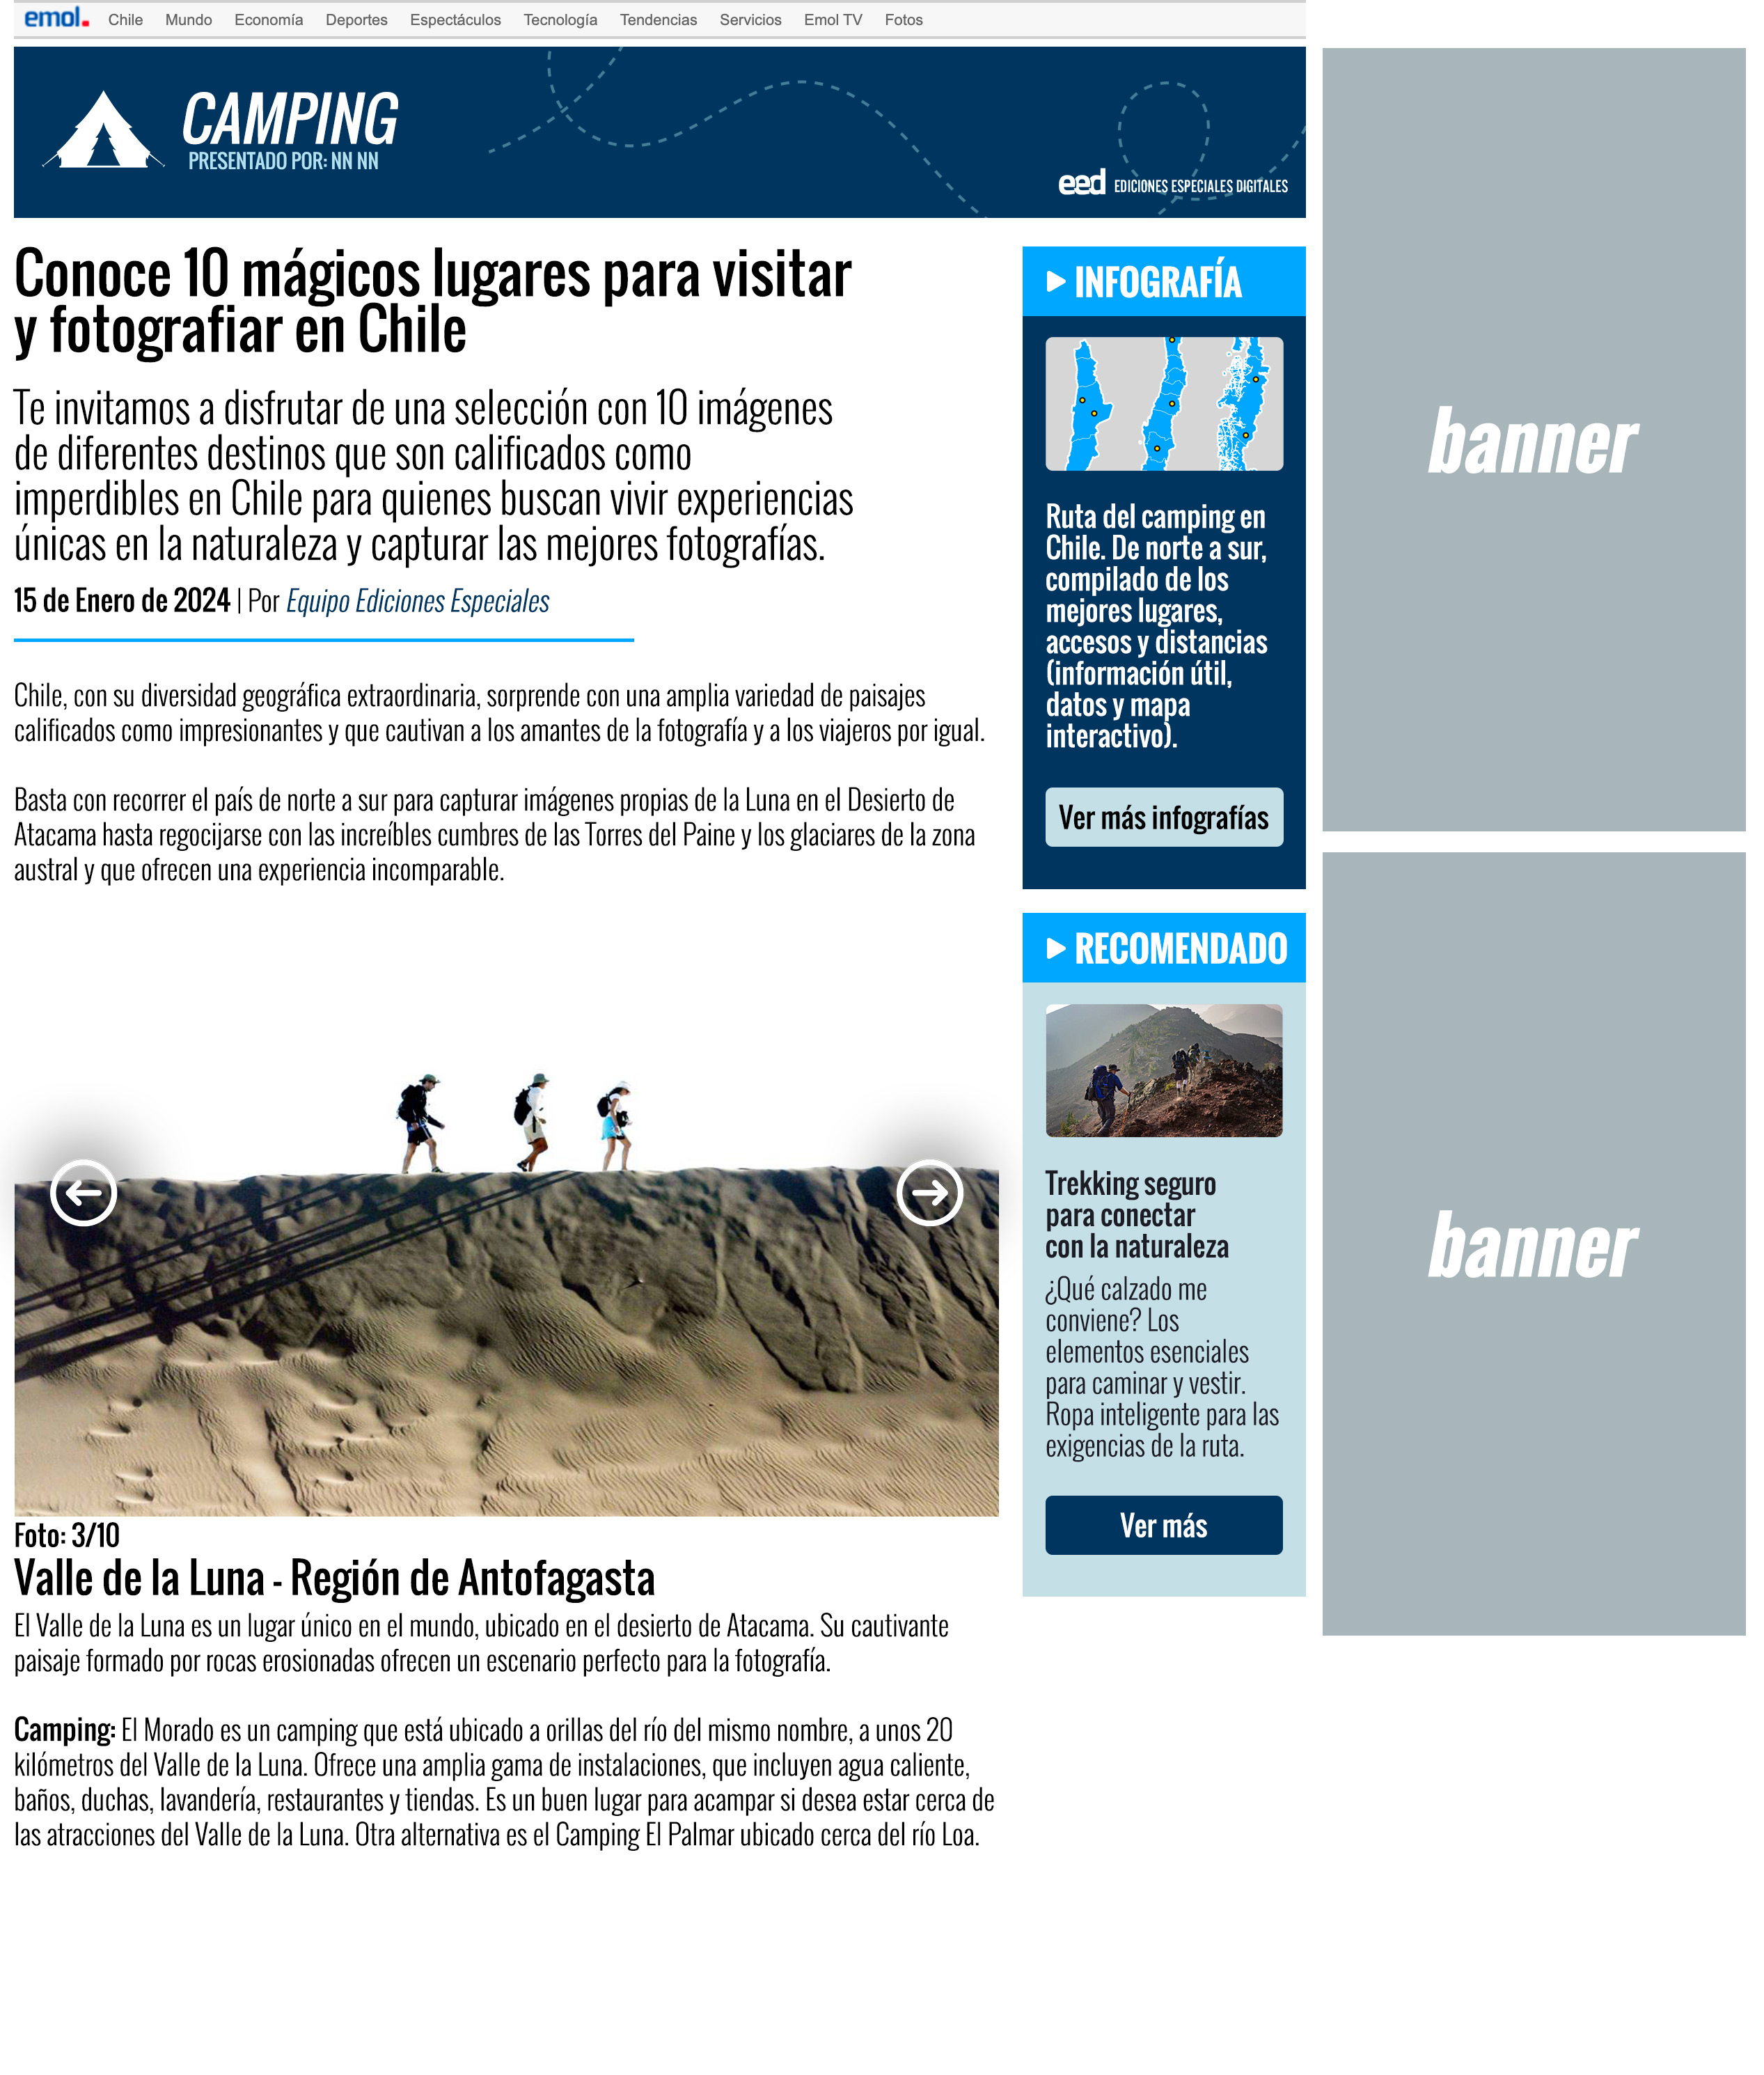 emol. Chile Mundo Economía Deportes Espectáculos Tecnología Tendencias Servicios Emol TV Fotos
CAMPING
PRESENTADO POR: NN NN
eed EDICIONES ESPECIALES DIGITALES
Conoce 10 mágicos lugares para visitar
y fotografiar en Chile
Te invitamos a disfrutar de una selección con 10 imágenes
de diferentes destinos que son calificados como
imperdibles en Chile para quienes buscan vivir experiencias
únicas en la naturaleza y capturar las mejores fotografías.
15 de Enero de 2024 | Por Equipo Ediciones Especiales
Chile, con su diversidad geográfica extraordinaria, sorprende con una amplia variedad de paisajes
calificados como impresionantes y que cautivan a los amantes de la fotografía y a los viajeros por igual.
Basta con recorrer el país de norte a sur para capturar imágenes propias de la Luna en el Desierto de
Atacama hasta regocijarse con las increíbles cumbres de las Torres del Paine y los glaciares de la zona
austral y que ofrecen una experiencia incomparable.
Foto: 3/10
Valle de la Luna - Región de Antofagasta
El Valle de la Luna es un lugar único en el mundo, ubicado en el desierto de Atacama. Su cautivante
paisaje formado por rocas erosionadas ofrecen un escenario perfecto para la fotografía.
Camping: El Morado es un camping que está ubicado a orillas del río del mismo nombre, a unos 20
kilómetros del Valle de la Luna. Ofrece una amplia gama de instalaciones, que incluyen agua caliente,
baños, duchas, lavandería, restaurantes y tiendas. Es un buen lugar para acampar si desea estar cerca de
las atracciones del Valle de la Luna. Otra alternativa es el Camping El Palmar ubicado cerca del río Loa.
INFOGRAFÍA
Ruta del camping en
Chile. De norte a sur,
compilado de los
mejores lugares,
accesos y distancias
(información útil,
datos y mapa
interactivo).
Ver más infografías
RECOMENDADO
Trekking seguro
para conectar
con la naturaleza
¿Qué calzado me
conviene? Los
elementos esenciales
para caminar y vestir.
Ropa inteligente para las
exigencias de la ruta.
Ver más
banner
banner